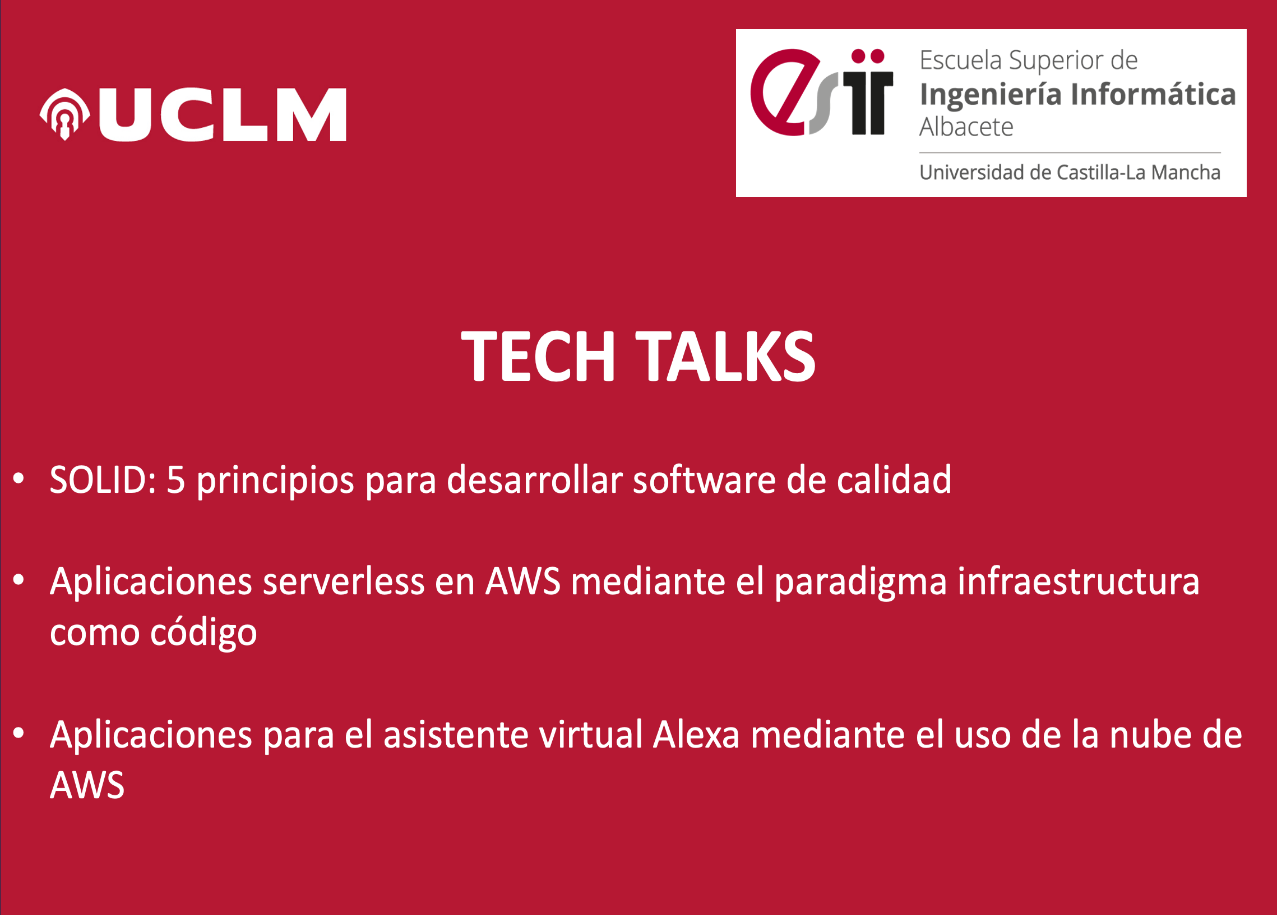 UCLM
esii
Escuela Superior de
Ingeniería Informática
Albacete
Universidad de Castilla-La Mancha
TECH TALKS
• SOLID: 5 principios para desarrollar software de calidad
• Aplicaciones serverless en AWS mediante el paradigma infraestructura
como código
• Aplicaciones para el asistente virtual Alexa mediante el uso de la nube de
AWS